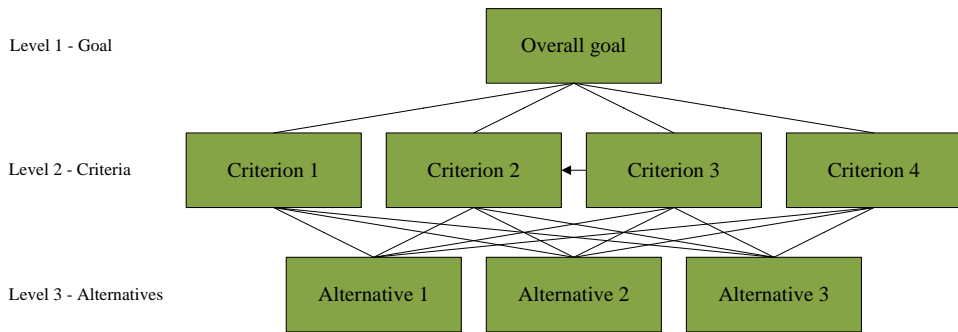 Level 1 - Goal
Overall goal
Level 2 - Criteria
Criterion 1
Criterion 2
Criterion 3
Criterion 4
Level 3 - Alternatives
Alternative 1
Alternative 2
Alternative 3